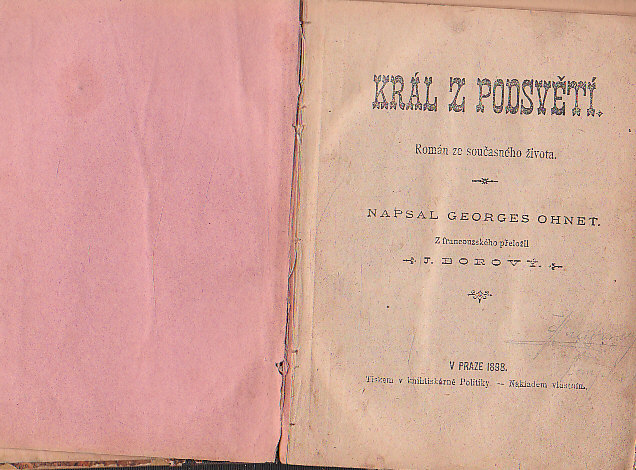 KRÁL Z PODSVĚTÍ.
Román ze současného života.
NAPSAL GEORGES OHNET.
Z francouzského přeložil
J. BOROVÝ.
V PRAZE 1898.
Tiskem v knihtiskárně Politiky. — Nákladem vlastním.